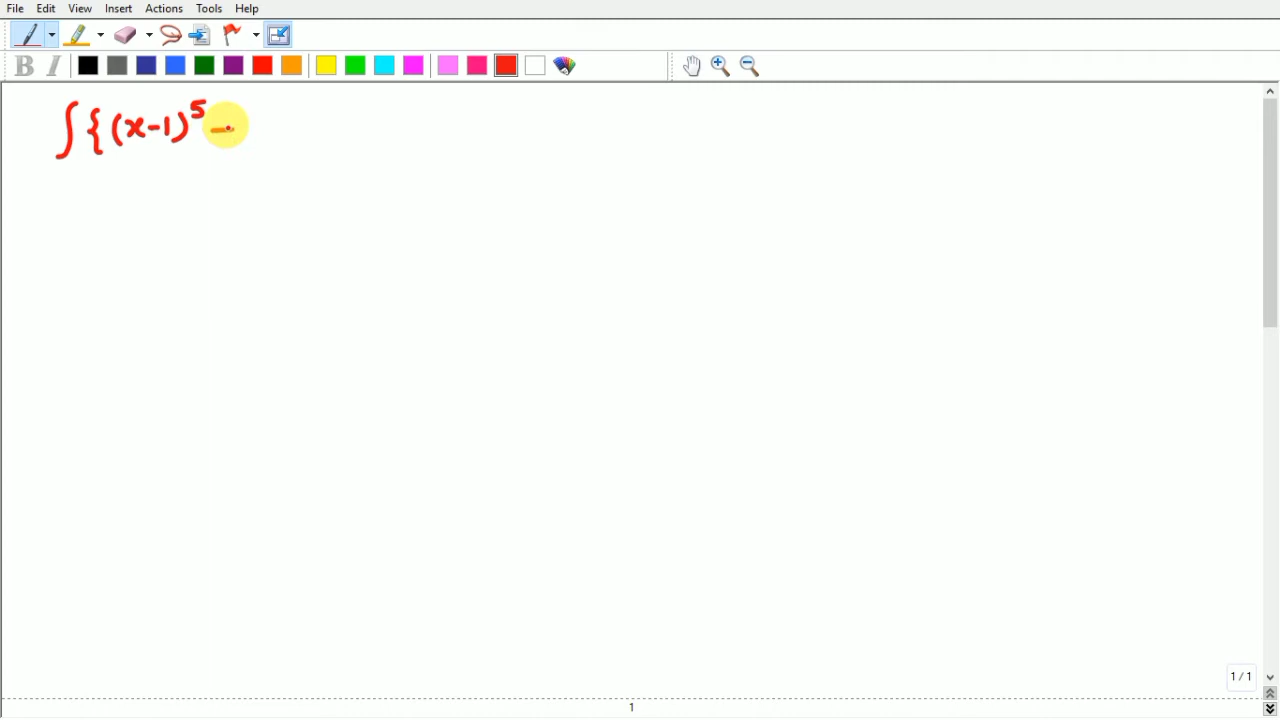 File Edit View Insert Actions Tools Help
B I
∫ { (x-1)⁵ -
1 / 1
1